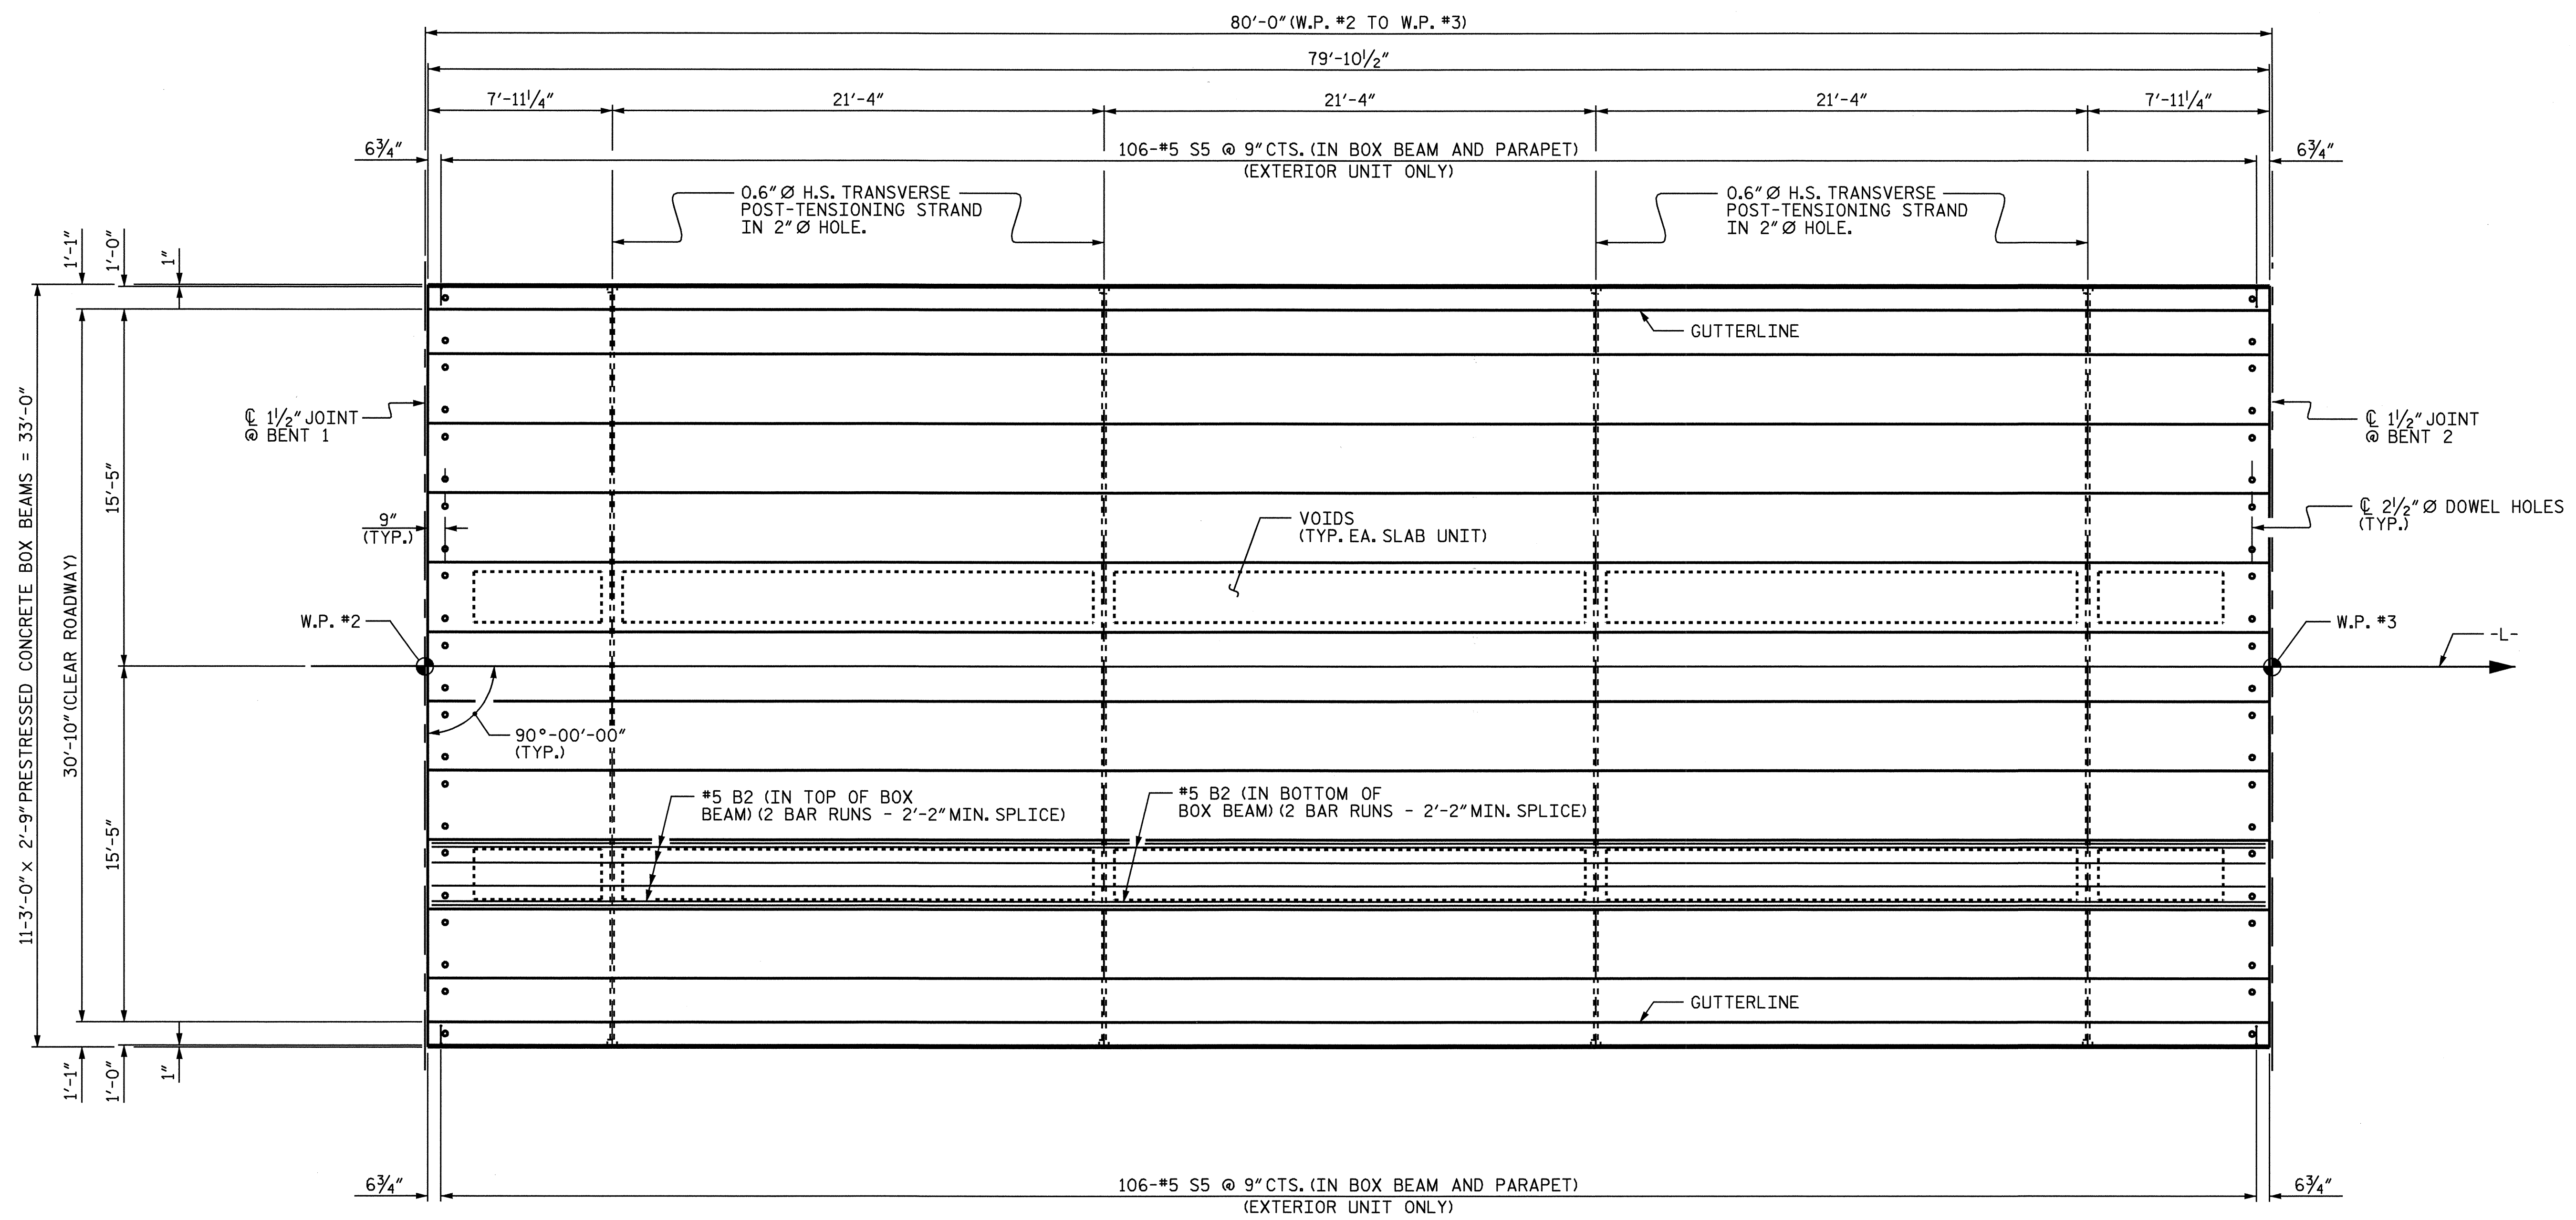 80'-0" (W.P. #2 TO W.P. #3)
79'-10½"
7'-11¼"
21'-4"
21'-4"
21'-4"
7'-11¼"
6¾"
106-#5 S5 @ 9" CTS. (IN BOX BEAM AND PARAPET)
(EXTERIOR UNIT ONLY)
6¾"
0.6" Ø H.S. TRANSVERSE
POST-TENSIONING STRAND
IN 2" Ø HOLE.
0.6" Ø H.S. TRANSVERSE
POST-TENSIONING STRAND
IN 2" Ø HOLE.
1'-1"
1'-0"
1"
GUTTERLINE
℄ 1½" JOINT
@ BENT 1
℄ 1½" JOINT
@ BENT 2
11-3'-0" x 2'-9" PRESTRESSED CONCRETE BOX BEAMS = 33'-0"
30'-10" (CLEAR ROADWAY)
15'-5"
9"
(TYP.)
VOIDS
(TYP. EA. SLAB UNIT)
℄ 2½" Ø DOWEL HOLES
(TYP.)
W.P. #2
W.P. #3
-L-
90°-00'-00"
(TYP.)
15'-5"
#5 B2 (IN TOP OF BOX
BEAM) (2 BAR RUNS - 2'-2" MIN. SPLICE)
#5 B2 (IN BOTTOM OF
BOX BEAM) (2 BAR RUNS - 2'-2" MIN. SPLICE)
GUTTERLINE
1'-1"
1'-0"
1"
6¾"
106-#5 S5 @ 9" CTS. (IN BOX BEAM AND PARAPET)
(EXTERIOR UNIT ONLY)
6¾"